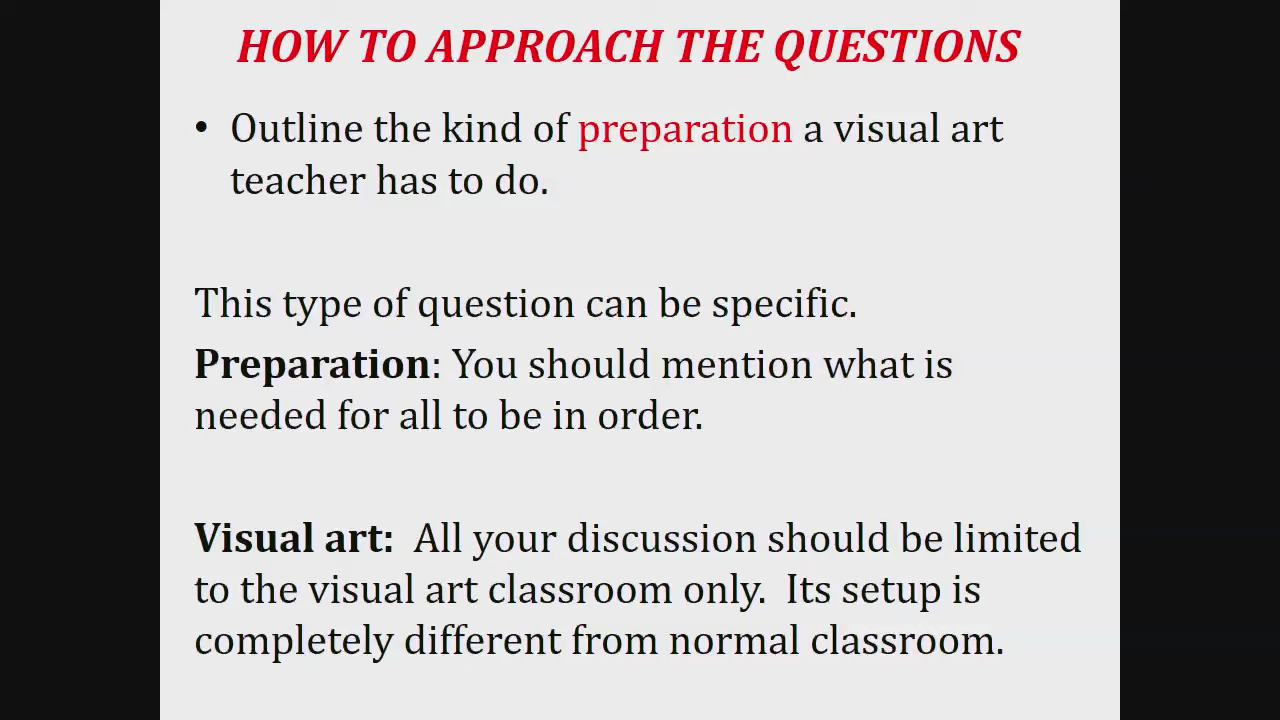 HOW TO APPROACH THE QUESTIONS
• Outline the kind of preparation a visual art
teacher has to do.
This type of question can be specific.
Preparation: You should mention what is
needed for all to be in order.
Visual art:  All your discussion should be limited
to the visual art classroom only.  Its setup is
completely different from normal classroom.